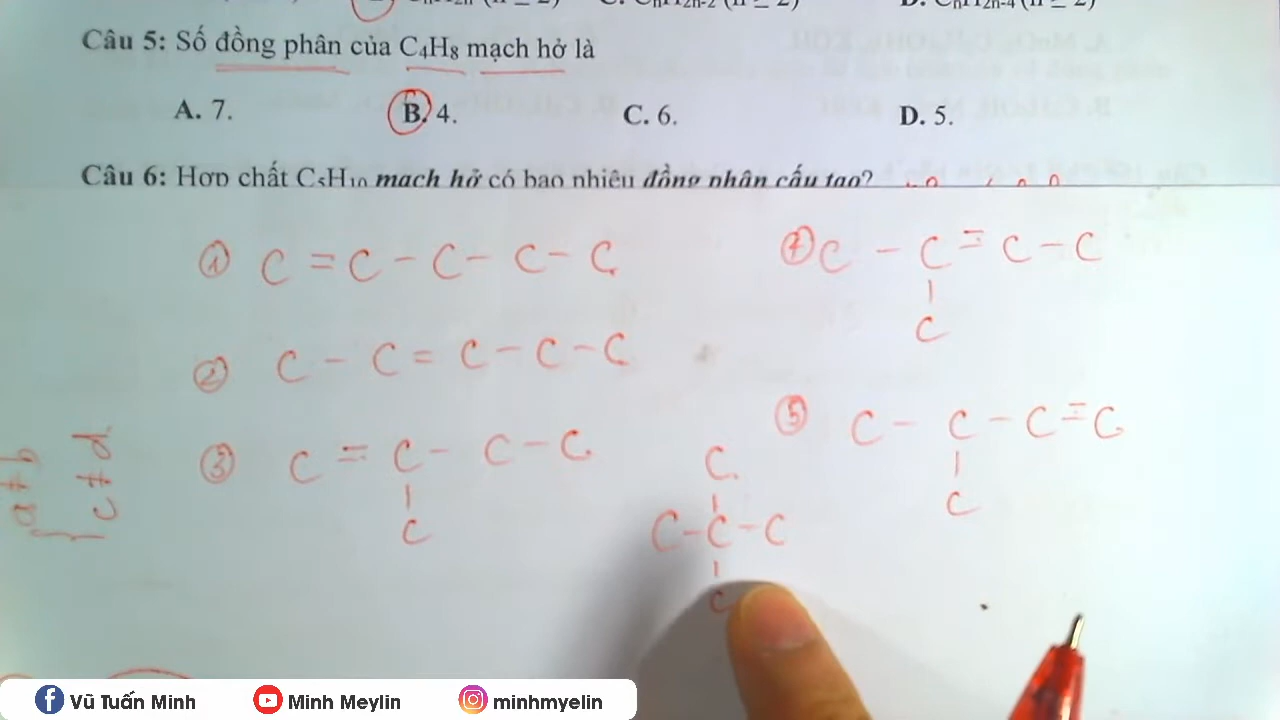 Câu 5: Số đồng phân của C₄H₈ mạch hở là
A. 7. B. 4. C. 6. D. 5.
Câu 6: Hợp chất C₅H₁₀ mạch hở có bao nhiêu đồng phân cấu tạo?
① C = C - C - C - C
② C - C = C - C - C
③ C = C - C - C
|
C
④ C - C = C - C
|
C
⑤ C - C - C = C
|
C
C
|
C - C - C
|
C
{ a ≠ b
c ≠ d
Vũ Tuấn Minh Minh Meylin minhmyelin